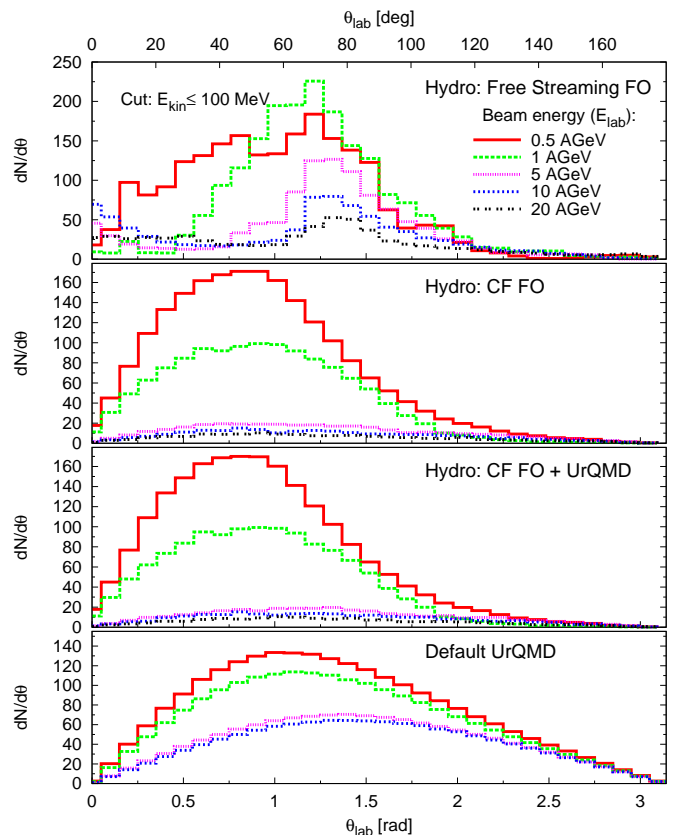 θlab [deg]
0 20 40 60 80 100 120 140 160
250
200
150
100
50
0
dN/dθ
Cut: Ekin≤ 100 MeV
Hydro: Free Streaming FO
Beam energy (Elab):
0.5 AGeV
1 AGeV
5 AGeV
10 AGeV
20 AGeV
160
140
120
100
80
60
40
20
0
dN/dθ
Hydro: CF FO
160
140
120
100
80
60
40
20
0
dN/dθ
Hydro: CF FO + UrQMD
140
120
100
80
60
40
20
0
dN/dθ
Default UrQMD
0 0.5 1 1.5 2 2.5 3
θlab [rad]